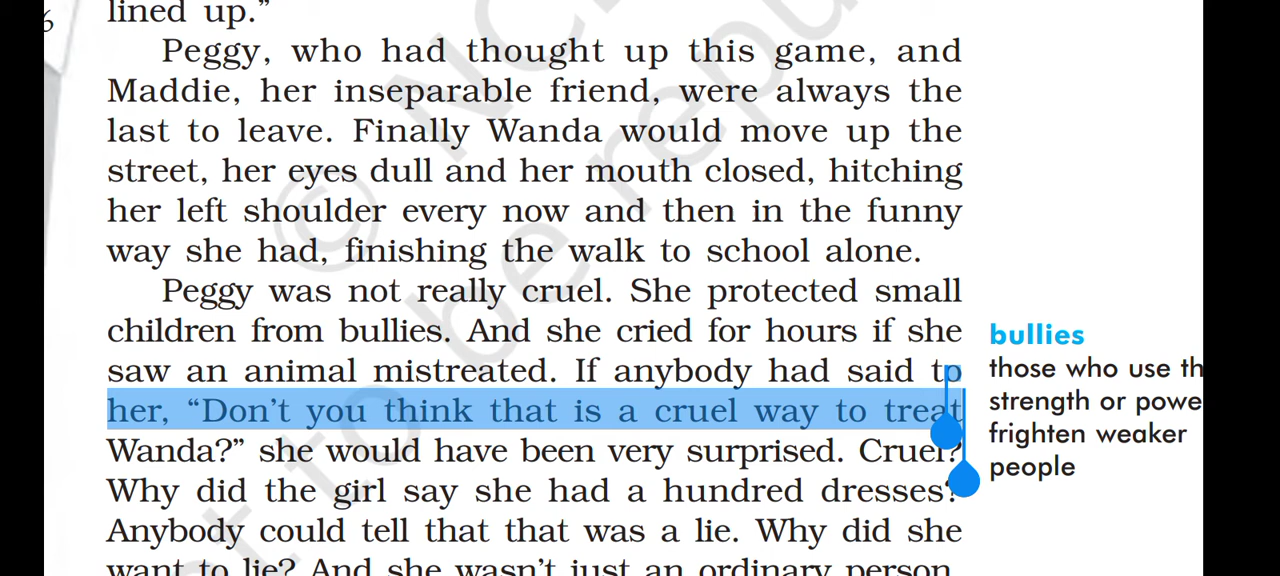 lined up.”
6
Peggy, who had thought up this game, and
Maddie, her inseparable friend, were always the
last to leave. Finally Wanda would move up the
street, her eyes dull and her mouth closed, hitching
her left shoulder every now and then in the funny
way she had, finishing the walk to school alone.
Peggy was not really cruel. She protected small
children from bullies. And she cried for hours if she
saw an animal mistreated. If anybody had said to
her, “Don’t you think that is a cruel way to treat
Wanda?” she would have been very surprised. Cruel?
Why did the girl say she had a hundred dresses?
Anybody could tell that that was a lie. Why did she
want to lie? And she wasn’t just an ordinary person,
bullies
those who use th
strength or powe
frighten weaker
people
© NC
be repu